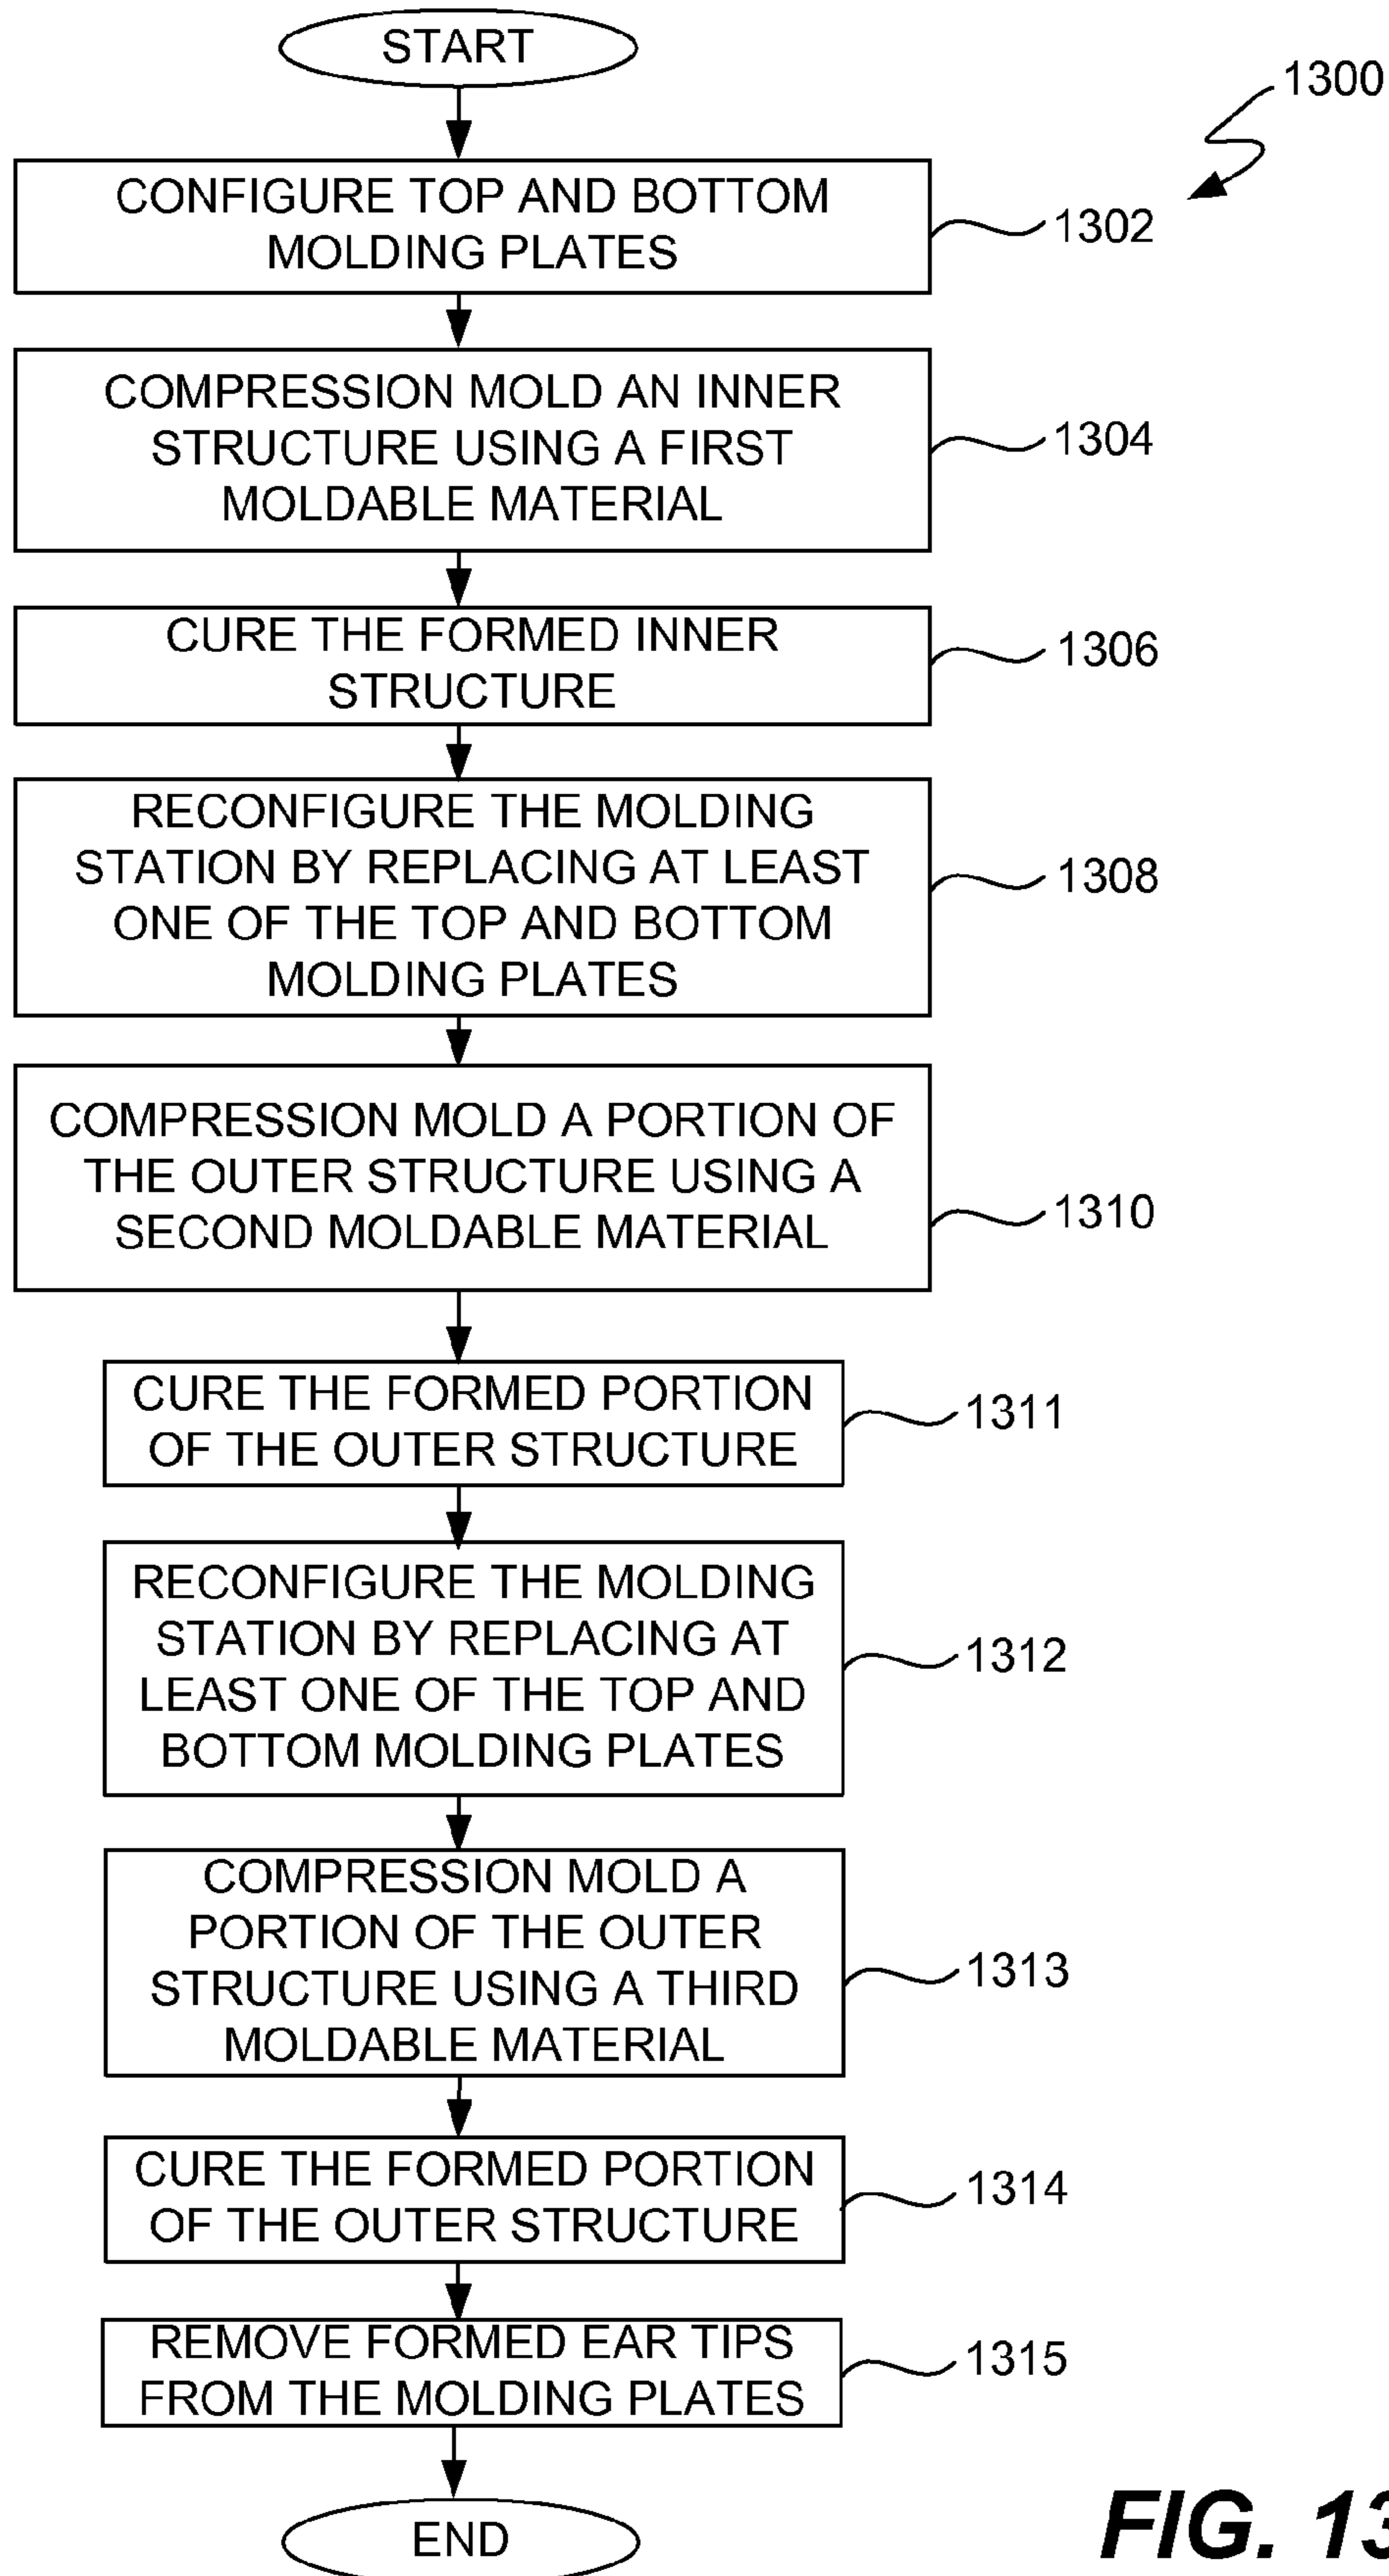 START
1300
CONFIGURE TOP AND BOTTOM
MOLDING PLATES
1302
COMPRESSION MOLD AN INNER
STRUCTURE USING A FIRST
MOLDABLE MATERIAL
1304
CURE THE FORMED INNER
STRUCTURE
1306
RECONFIGURE THE MOLDING
STATION BY REPLACING AT LEAST
ONE OF THE TOP AND BOTTOM
MOLDING PLATES
1308
COMPRESSION MOLD A PORTION OF
THE OUTER STRUCTURE USING A
SECOND MOLDABLE MATERIAL
1310
CURE THE FORMED PORTION
OF THE OUTER STRUCTURE
1311
RECONFIGURE THE MOLDING
STATION BY REPLACING AT
LEAST ONE OF THE TOP AND
BOTTOM MOLDING PLATES
1312
COMPRESSION MOLD A
PORTION OF THE OUTER
STRUCTURE USING A THIRD
MOLDABLE MATERIAL
1313
CURE THE FORMED PORTION
OF THE OUTER STRUCTURE
1314
REMOVE FORMED EAR TIPS
FROM THE MOLDING PLATES
1315
END
FIG. 13